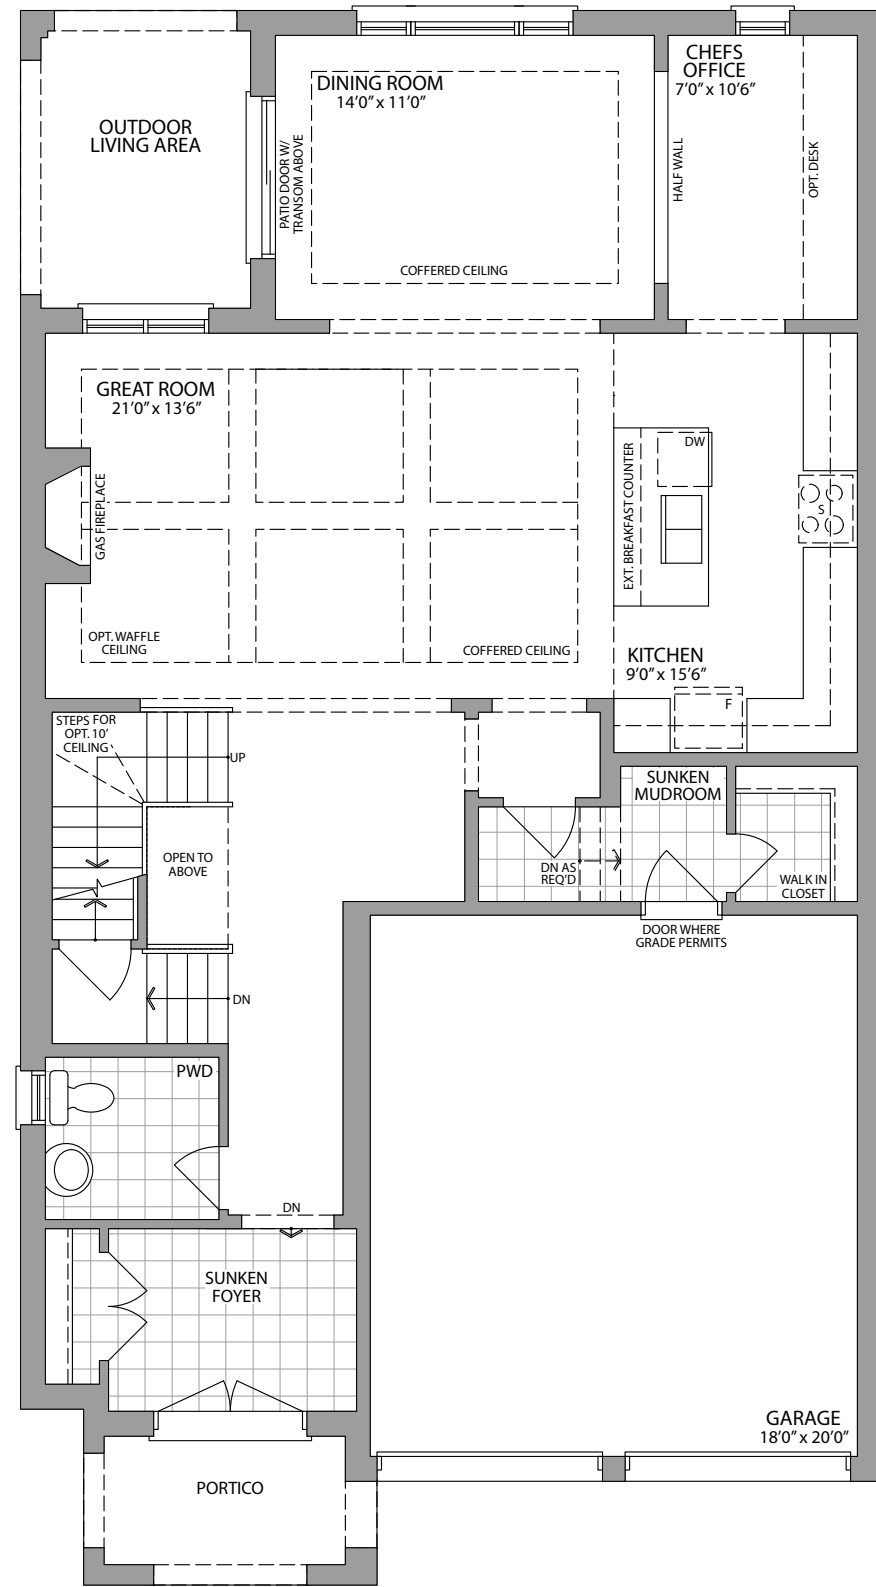 OUTDOOR
LIVING AREA
DINING ROOM
14'0" x 11'0"
CHEFS
OFFICE
7'0" x 10'6"
PATIO DOOR W/
TRANSOM ABOVE
HALF WALL
OPT. DESK
COFFERED CEILING
GREAT ROOM
21'0" x 13'6"
GAS FIREPLACE
OPT. WAFFLE
CEILING
COFFERED CEILING
EXT. BREAKFAST COUNTER
DW
S
KITCHEN
9'0" x 15'6"
F
STEPS FOR
OPT. 10'
CEILING
UP
OPEN TO
ABOVE
SUNKEN
MUDROOM
DN AS
REQ'D
WALK IN
CLOSET
DOOR WHERE
GRADE PERMITS
DN
PWD
DN
SUNKEN
FOYER
GARAGE
18'0" x 20'0"
PORTICO